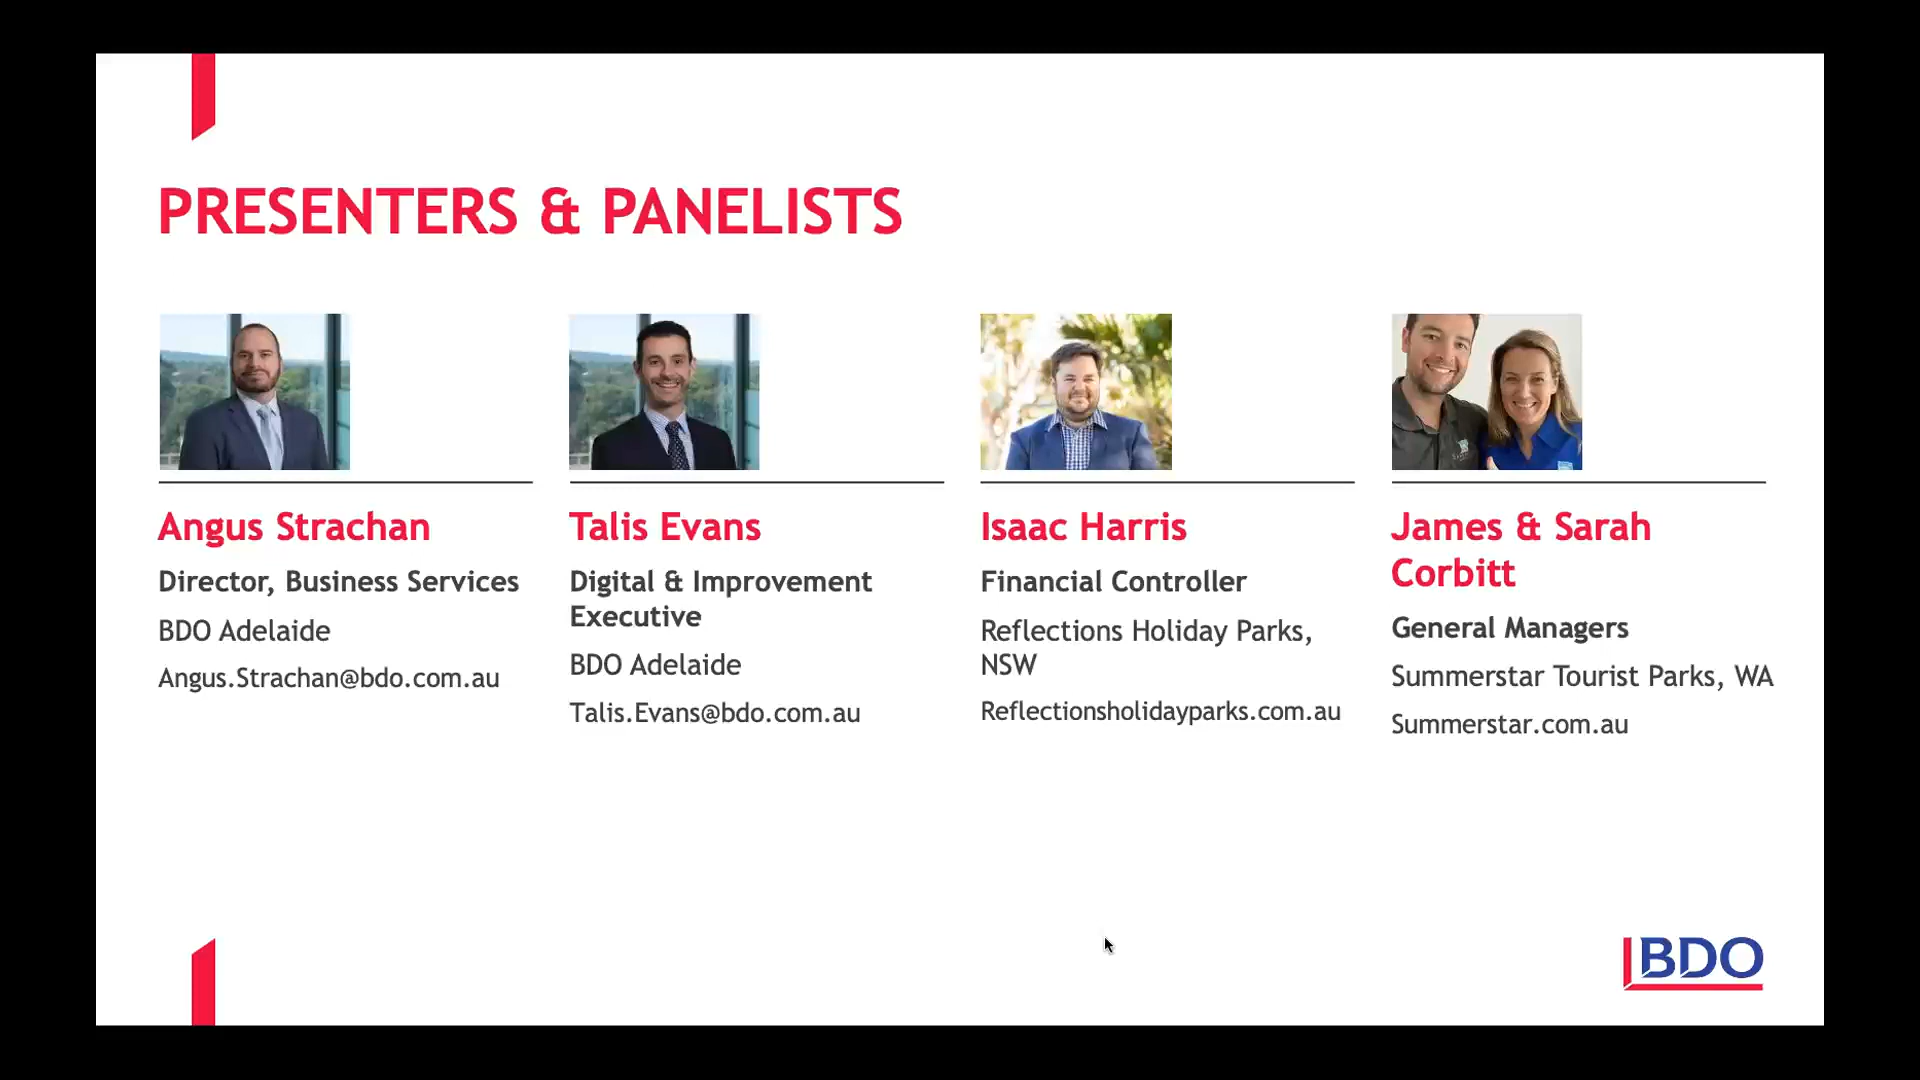 PRESENTERS & PANELISTS
Angus Strachan
Director, Business Services
BDO Adelaide
Angus.Strachan@bdo.com.au
Talis Evans
Digital & Improvement
Executive
BDO Adelaide
Talis.Evans@bdo.com.au
Isaac Harris
Financial Controller
Reflections Holiday Parks,
NSW
Reflectionsholidayparks.com.au
James & Sarah
Corbitt
General Managers
Summerstar Tourist Parks, WA
Summerstar.com.au
BDO